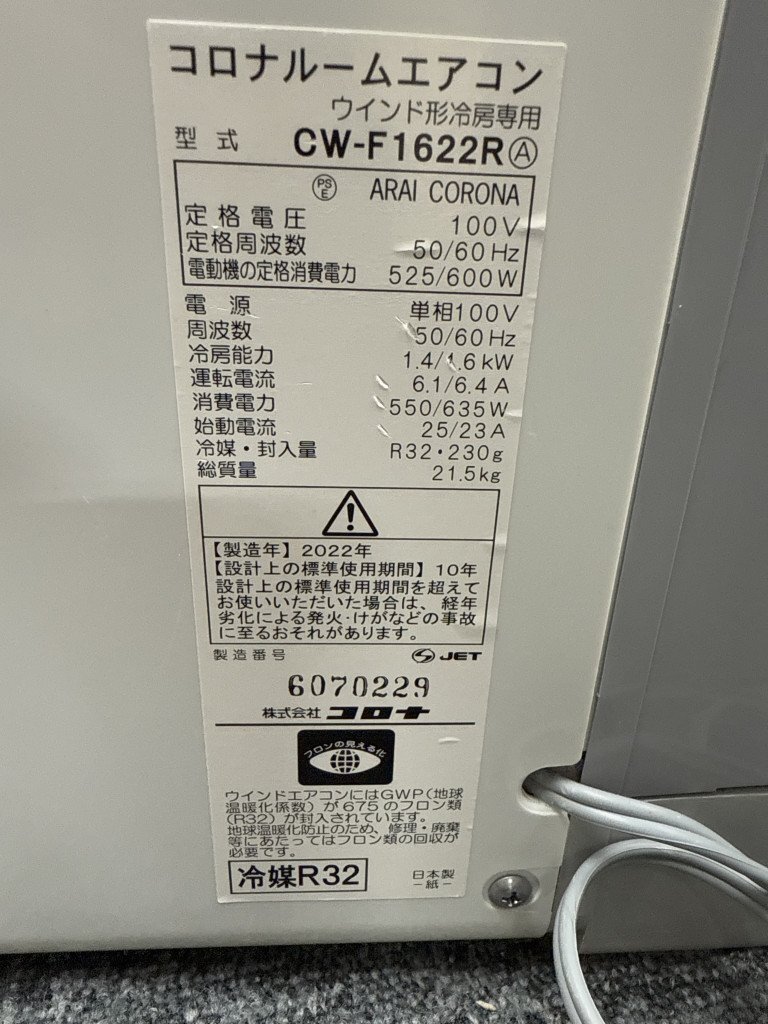 コロナルームエアコン
ウインド形冷房専用
型式 CW-F1622R Ⓐ
PS E ARAI CORONA
定格電圧 100V
定格周波数 50/60Hz
電動機の定格消費電力 525/600W
電源 単相100V
周波数 50/60Hz
冷房能力 1.4/1.6kW
運転電流 6.1/6.4A
消費電力 550/635W
始動電流 25/23A
冷媒・封入量 R32・230g
総質量 21.5kg
【製造年】2022年
【設計上の標準使用期間】10年
設計上の標準使用期間を超えて
お使いいただいた場合は、経年
劣化による発火・けがなどの事故
に至るおそれがあります。
製造番号 JET
6070229
株式会社 コロナ
フロンの見える化
ウインドエアコンにはGWP(地球
温暖化係数)が675のフロン類
(R32)が封入されています。
地球温暖化防止のため、修理・廃棄
等にあたってはフロン類の回収が
必要です。
冷媒R32
日本製
-紙-